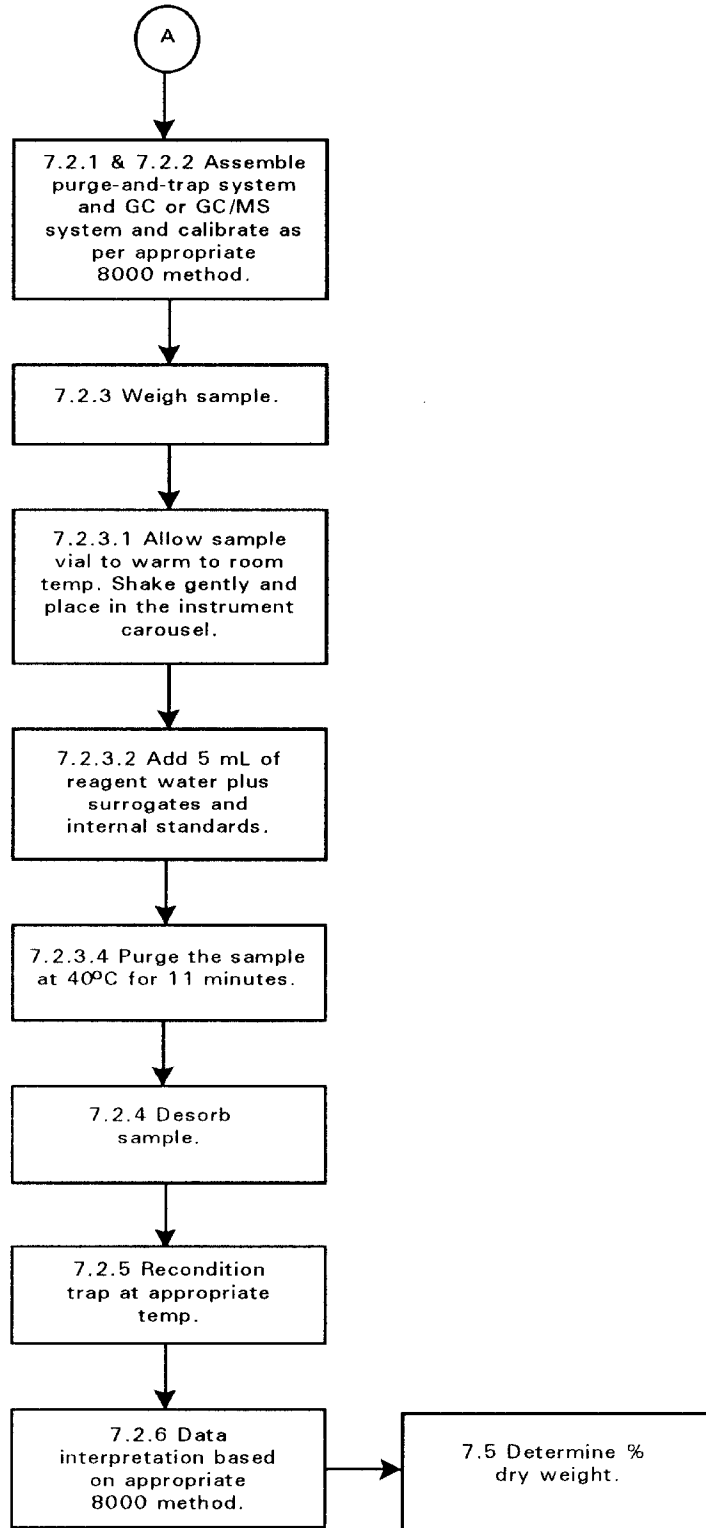 A
7.2.1 & 7.2.2 Assemble
purge-and-trap system
and GC or GC/MS
system and calibrate as
per appropriate
8000 method.
7.2.3 Weigh sample.
7.2.3.1 Allow sample
vial to warm to room
temp. Shake gently and
place in the instrument
carousel.
7.2.3.2 Add 5 mL of
reagent water plus
surrogates and
internal standards.
7.2.3.4 Purge the sample
at 40ºC for 11 minutes.
7.2.4 Desorb
sample.
7.2.5 Recondition
trap at appropriate
temp.
7.2.6 Data
interpretation based
on appropriate
8000 method.
7.5 Determine %
dry weight.